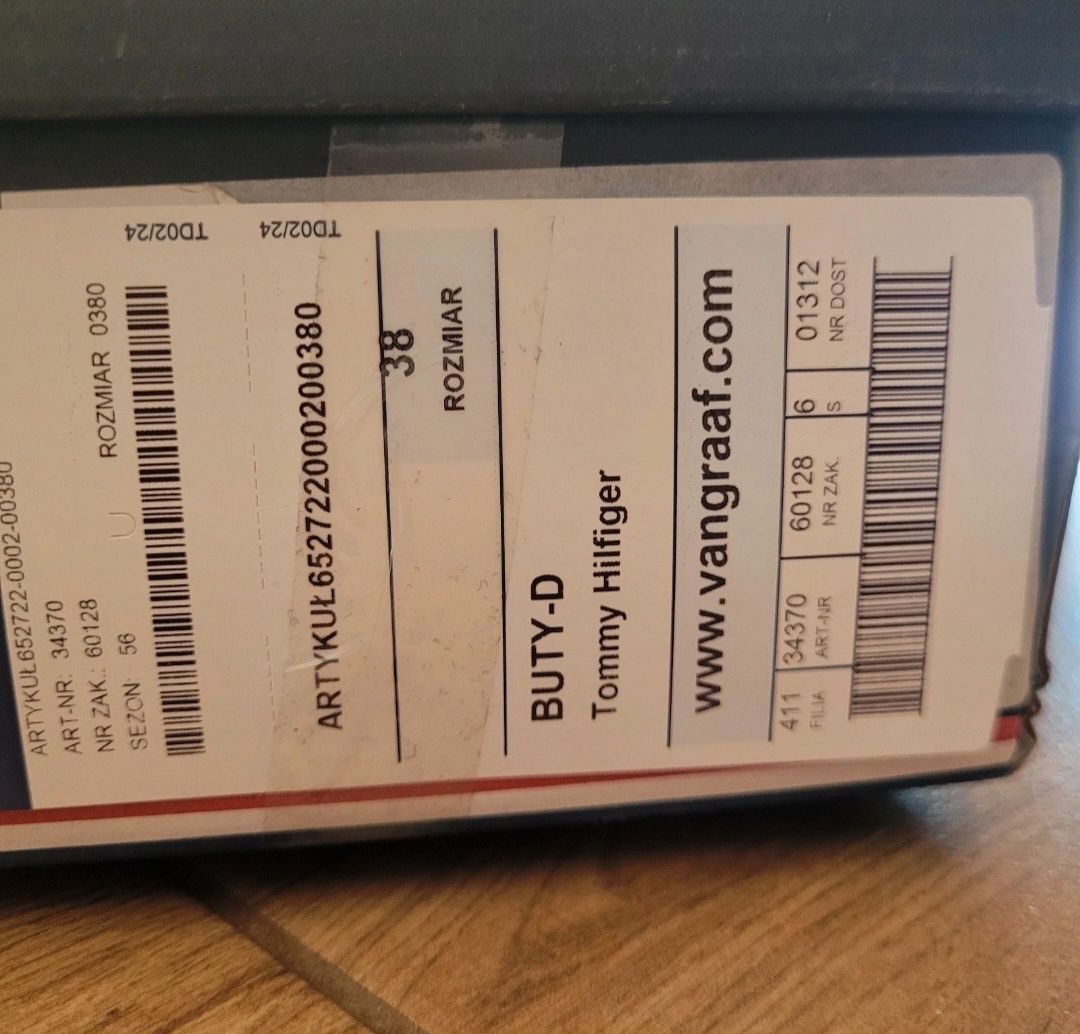 ARTYKUŁ652722-0002-00380
ART-NR. 34370
NR ZAK.: 60128 ROZMIAR 0380
SEZON: 56
TD02/24
TD02/24
ARTYKUŁ652722000200380
38
ROZMIAR
BUTY-D
Tommy Hilfiger
www.vangraaf.com
411 34370 60128 6 01312
FILIA ART-NR NR ZAK. S NR DOST